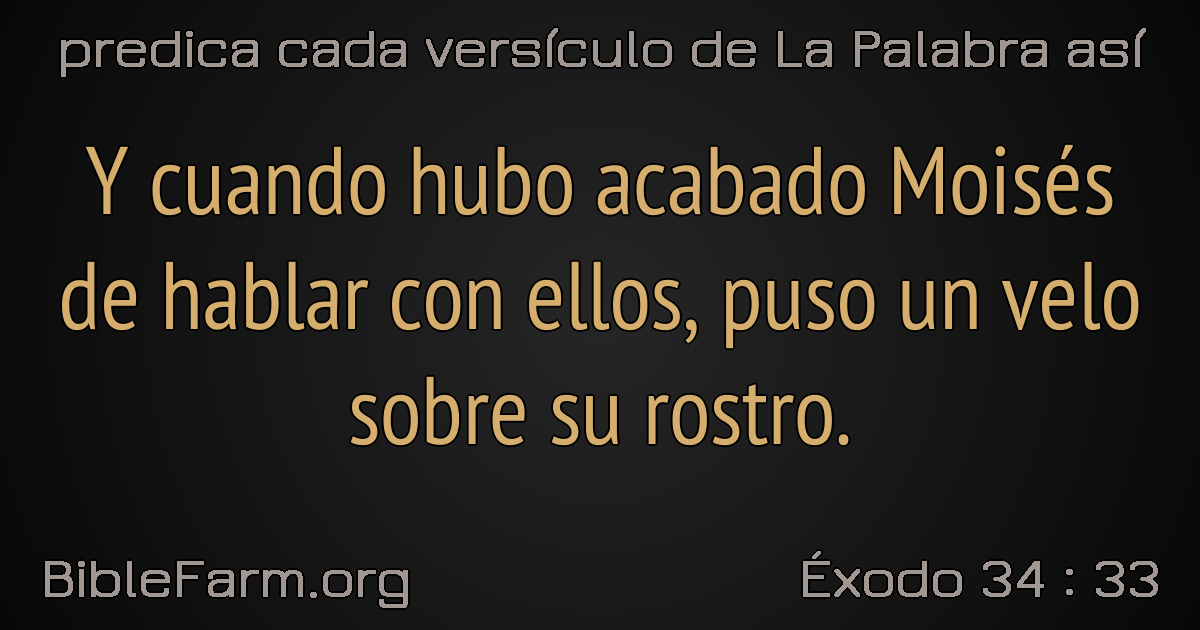 predica cada versículo de La Palabra así
Y cuando hubo acabado Moisés
de hablar con ellos, puso un velo
sobre su rostro.
BibleFarm.org
Éxodo 34 : 33